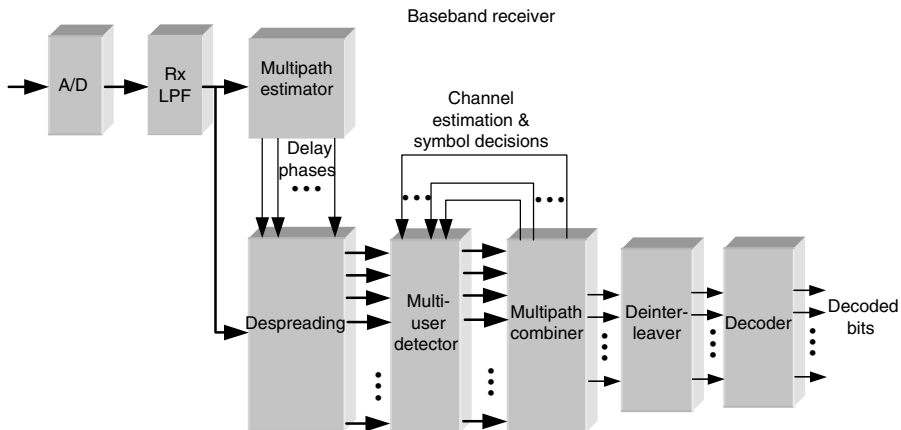 Baseband receiver
A/D
Rx
LPF
Multipath
estimator
Channel
estimation &
symbol decisions
Delay
phases
Despreading
Multi-
user
detector
Multipath
combiner
Deinter-
leaver
Decoder
Decoded
bits